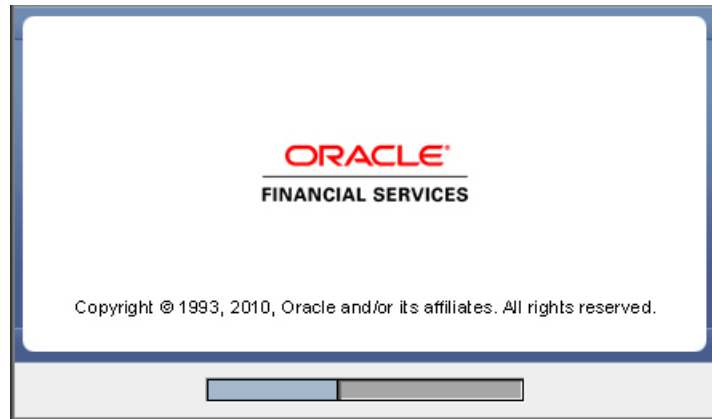 ORACLE®
FINANCIAL SERVICES
Copyright © 1993, 2010, Oracle and/or its affiliates. All rights reserved.